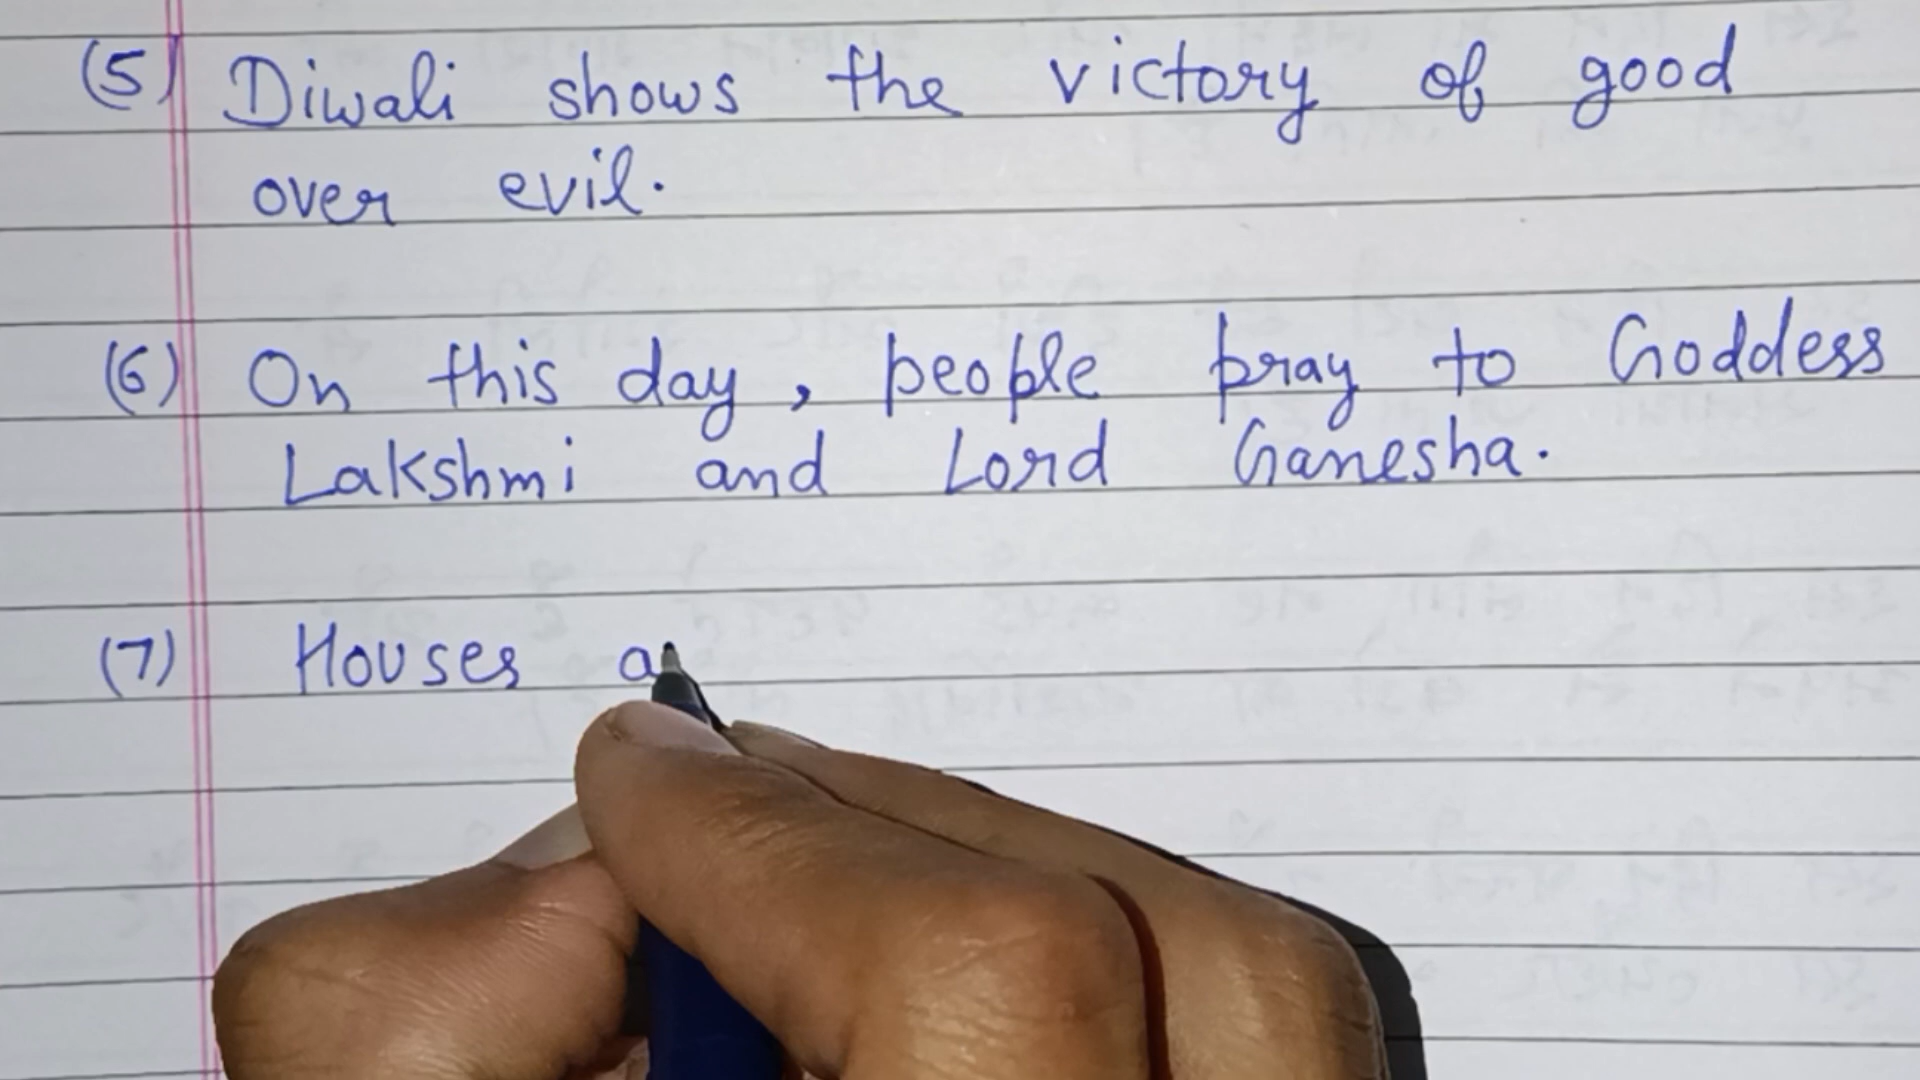 (5) Diwali shows the victory of good
over evil.
(6) On this day, people pray to Goddess
Lakshmi and Lord Ganesha.
(7) Houses a